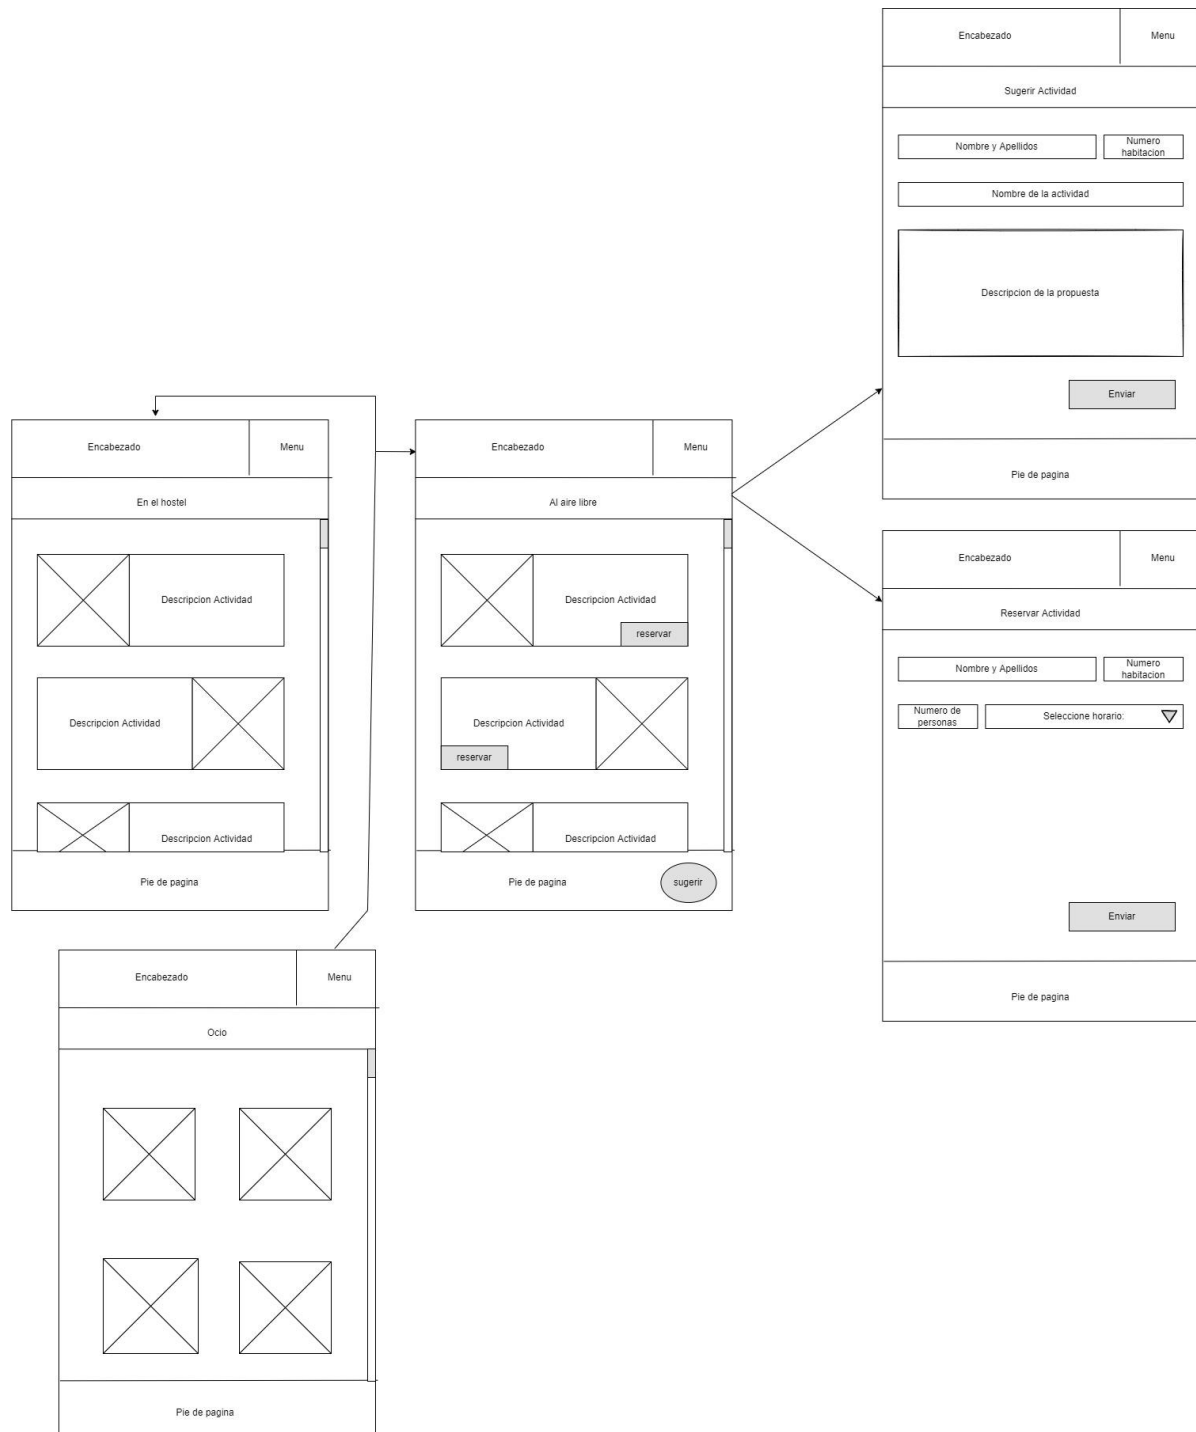 Encabezado
Menu
Sugerir Actividad
Nombre y Apellidos
Numero
habitacion
Nombre de la actividad
Descripcion de la propuesta
Enviar
Pie de pagina
Encabezado
Menu
En el hostel
Descripcion Actividad
Descripcion Actividad
Descripcion Actividad
Pie de pagina
Encabezado
Menu
Al aire libre
Descripcion Actividad
reservar
Descripcion Actividad
reservar
Descripcion Actividad
Pie de pagina
sugerir
Encabezado
Menu
Reservar Actividad
Nombre y Apellidos
Numero
habitacion
Numero de
personas
Seleccione horario:
Enviar
Pie de pagina
Encabezado
Menu
Ocio
Pie de pagina